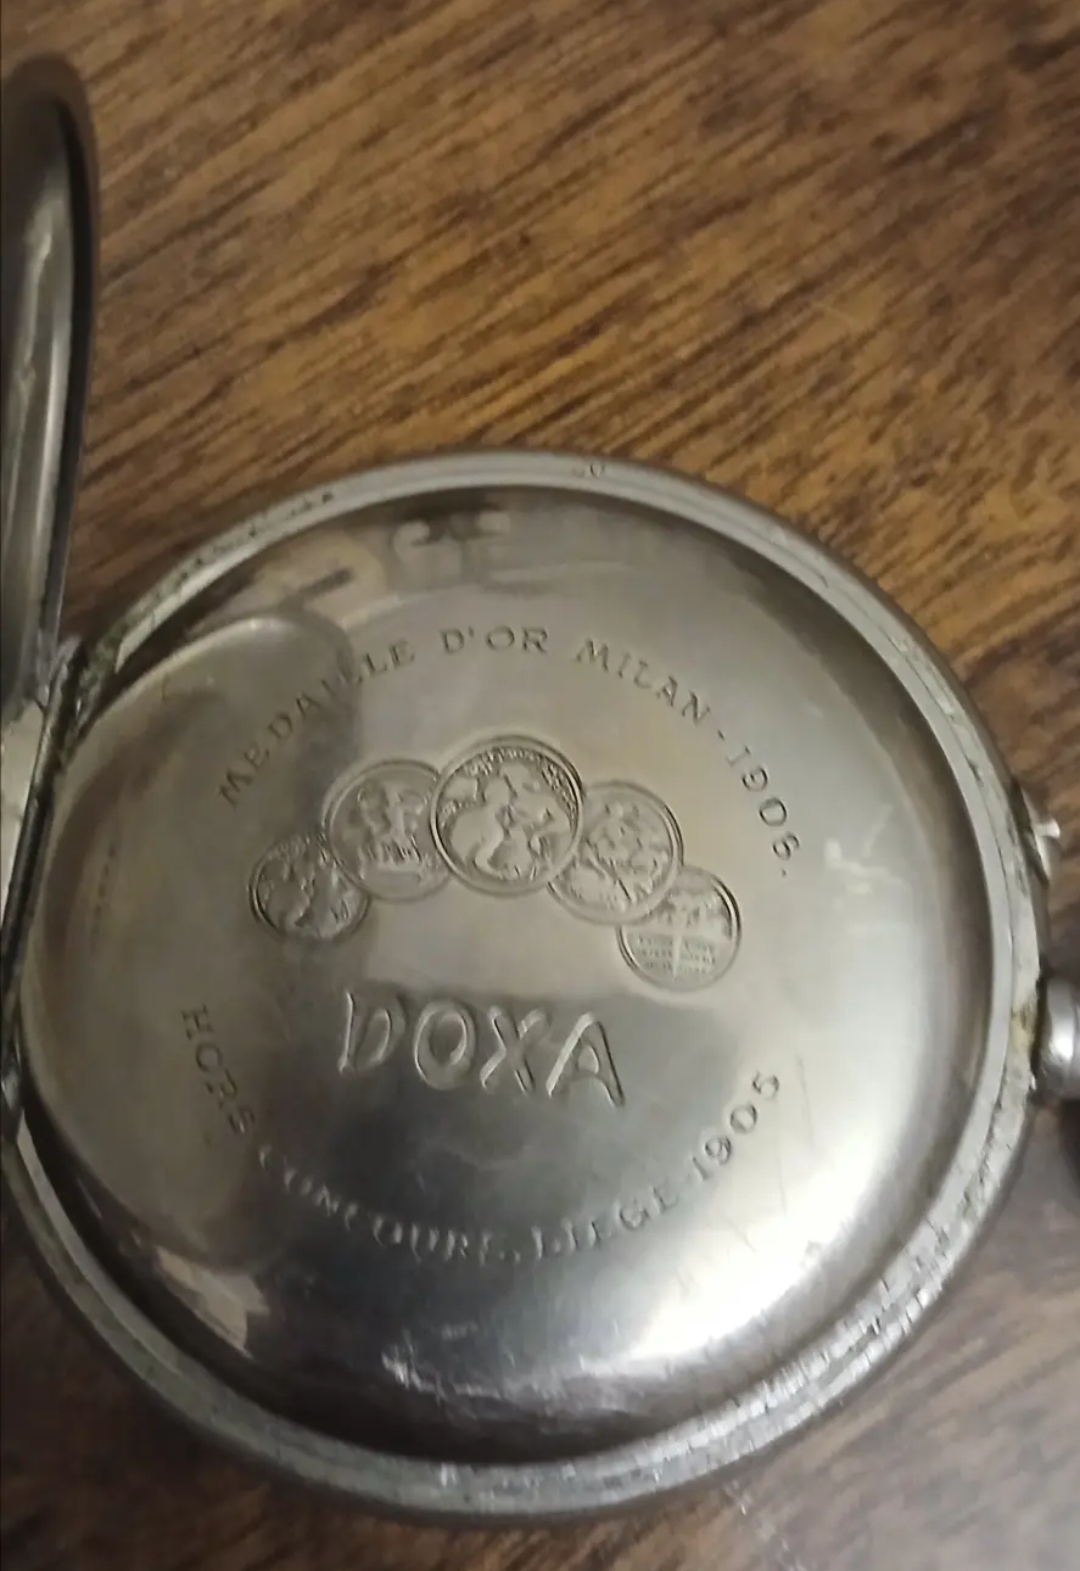 MEDAILLE D'OR MILAN - 1906.
DOXA
HORS CONCOURS, LIEGE 1905